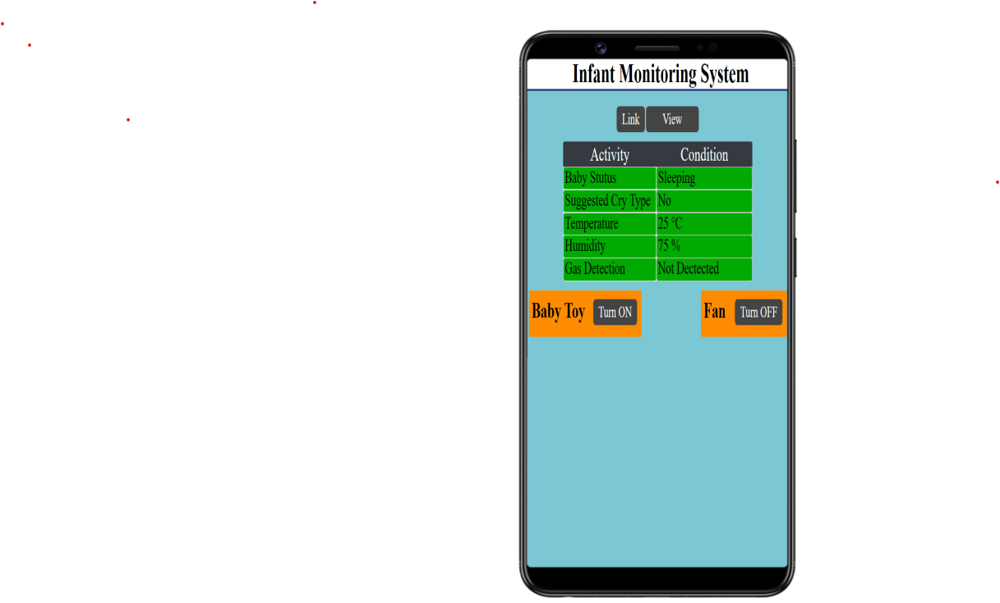 Infant Monitoring System
Link View
Activity Condition
Baby Stutus Sleeping
Suggested Cry Type No
Temperature 25 °C
Humidity 75 %
Gas Detection Not Dectected
Baby Toy Turn ON Fan Turn OFF